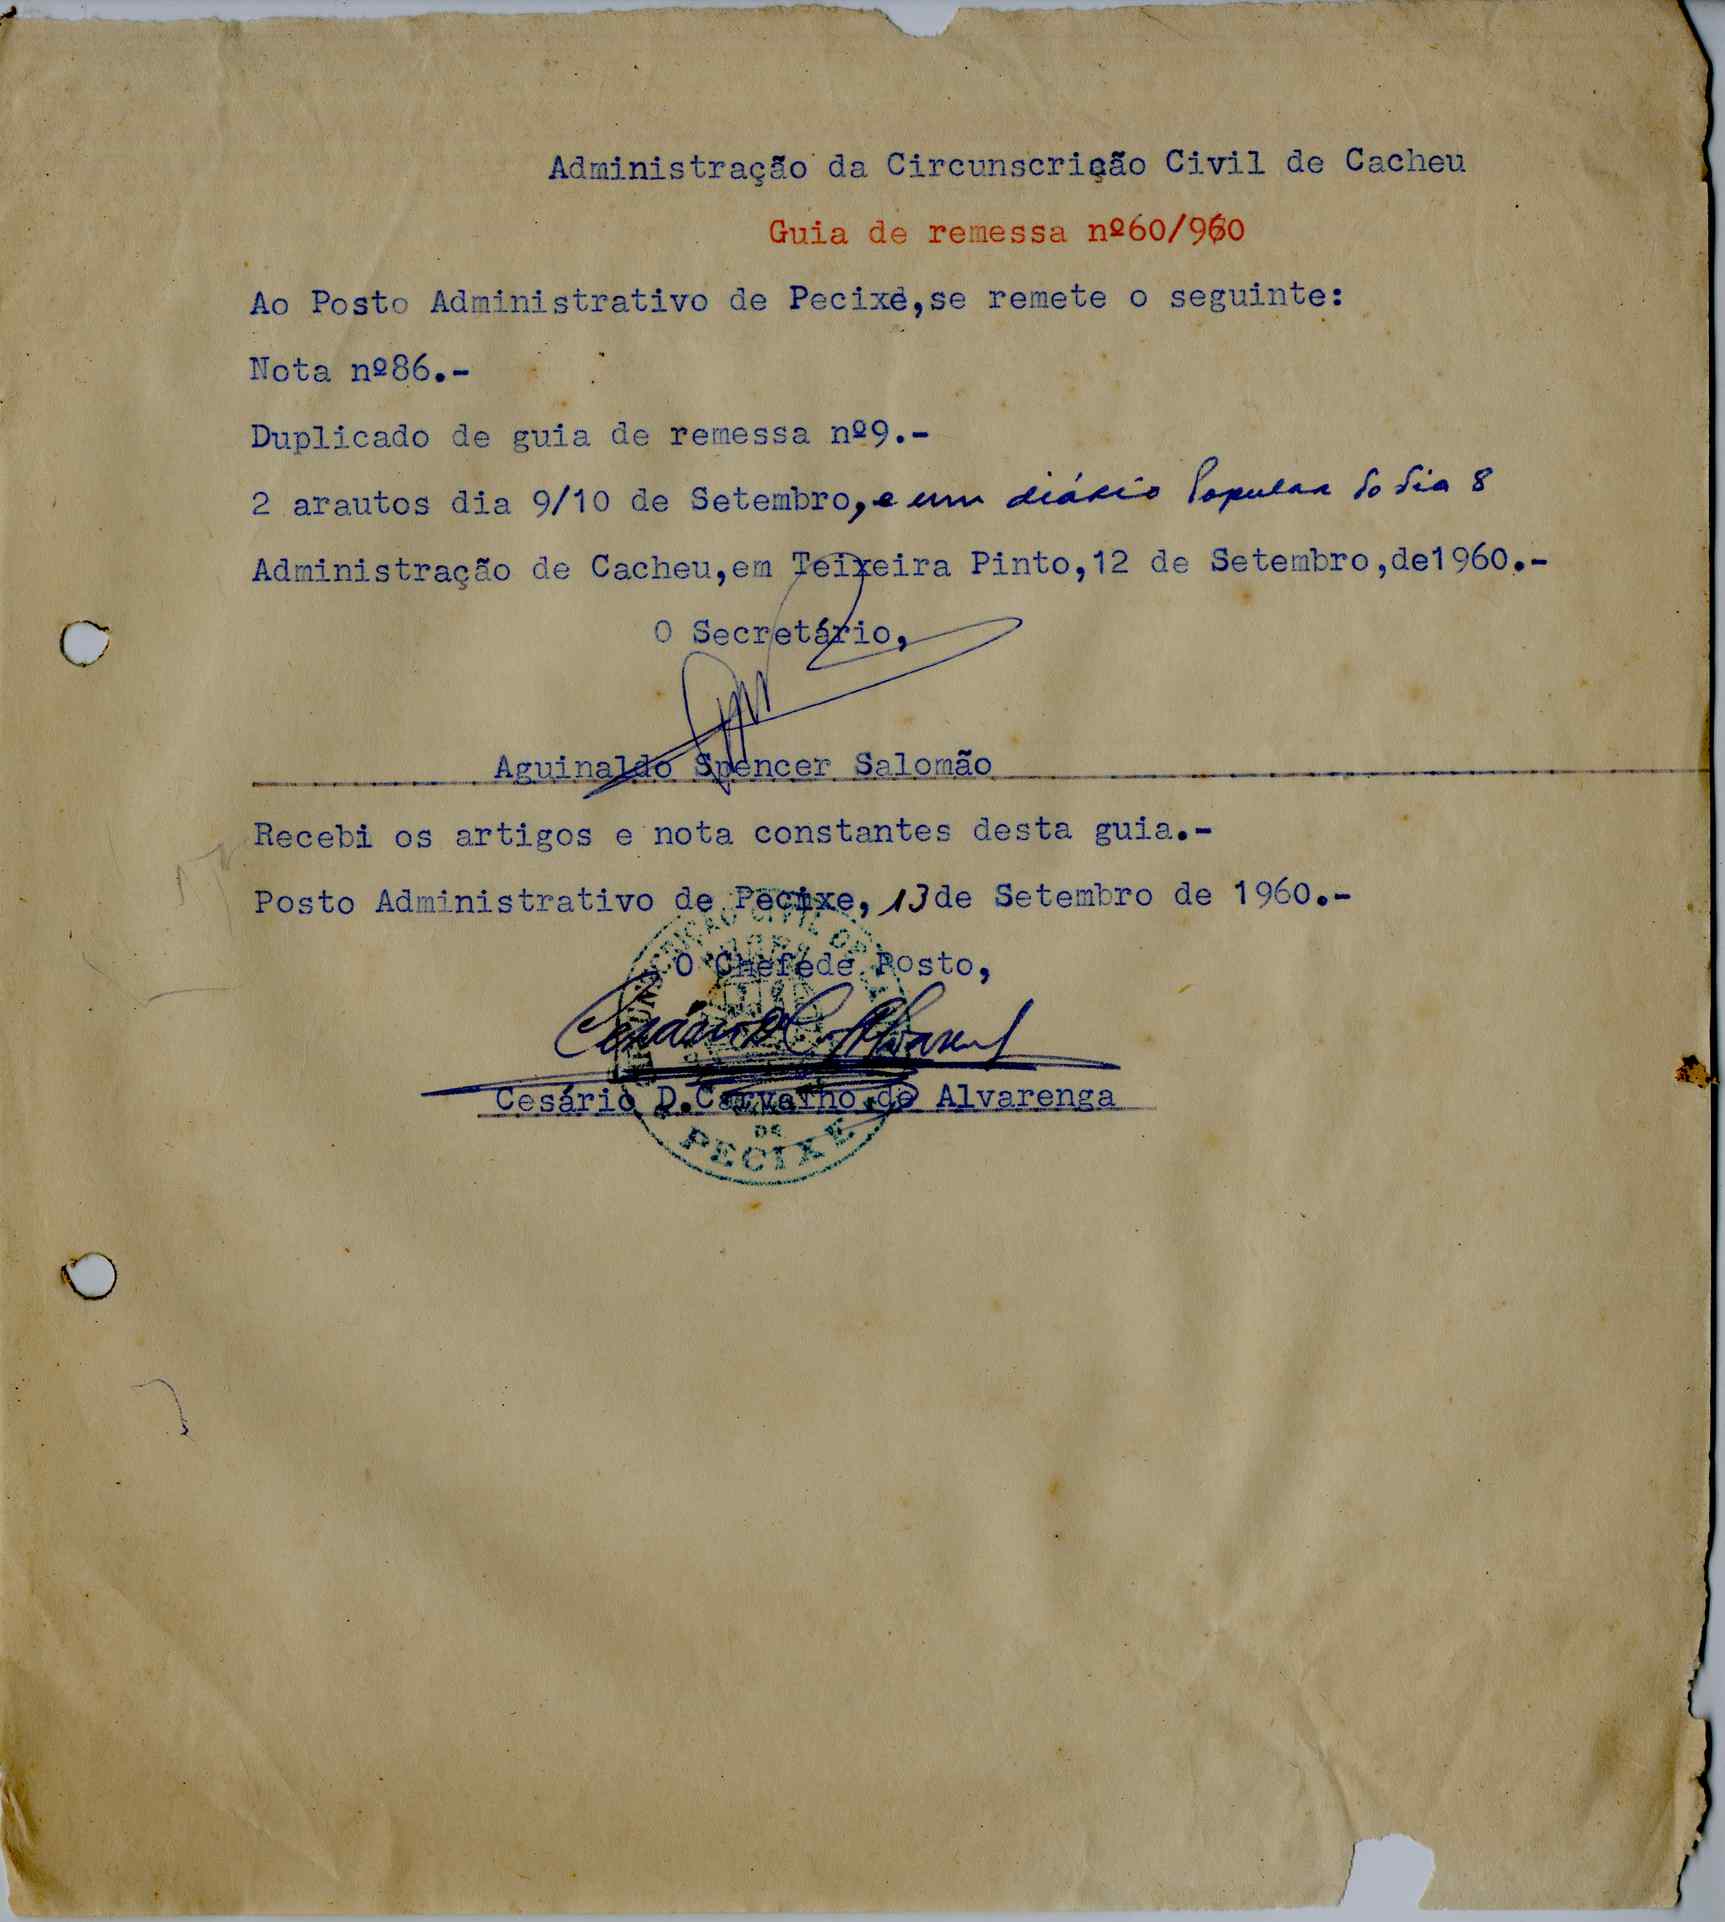 Administração da Circunscrição Civil de Cacheu
Guia de remessa nº60/960
Ao Posto Administrativo de Pecixe,se remete o seguinte:
Nota nº86.-
Duplicado de guia de remessa nº9.-
2 arautos dia 9/10 de Setembro, e um diário Popular do dia 8
Administração de Cacheu,em Teixeira Pinto,12 de Setembro,de1960.-
O Secretário,
Aguinaldo Spencer Salomão
Recebi os artigos e nota constantes desta guia.-
Posto Administrativo de Pecixe, 13 de Setembro de 1960.-
O Chefede Posto,
Cesário D.Carvalho de Alvarenga
DE
PECIXE